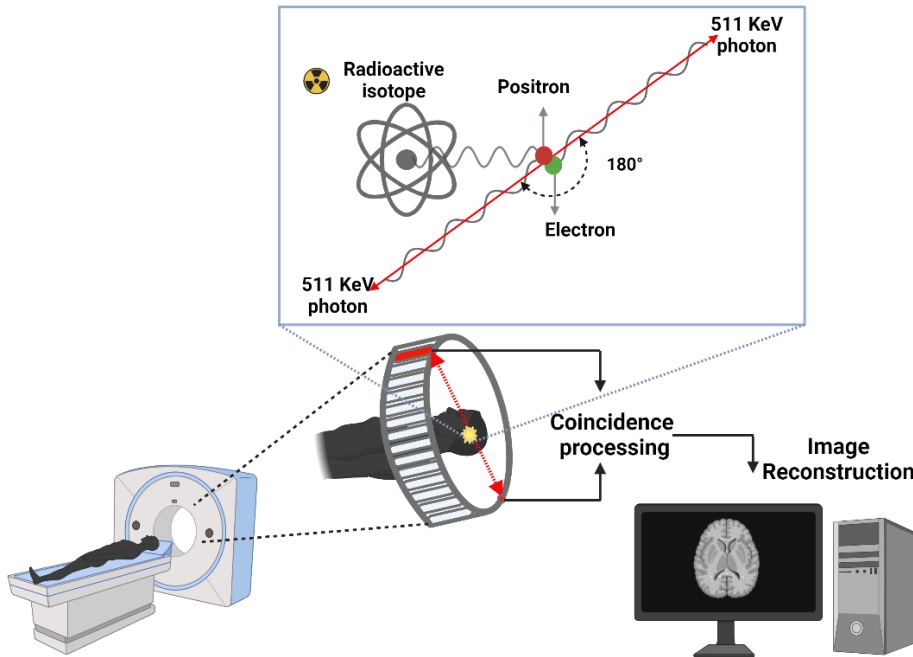 511 KeV
photon
Radioactive
isotope
Positron
180°
Electron
511 KeV
photon
Coincidence
processing
Image
Reconstruction